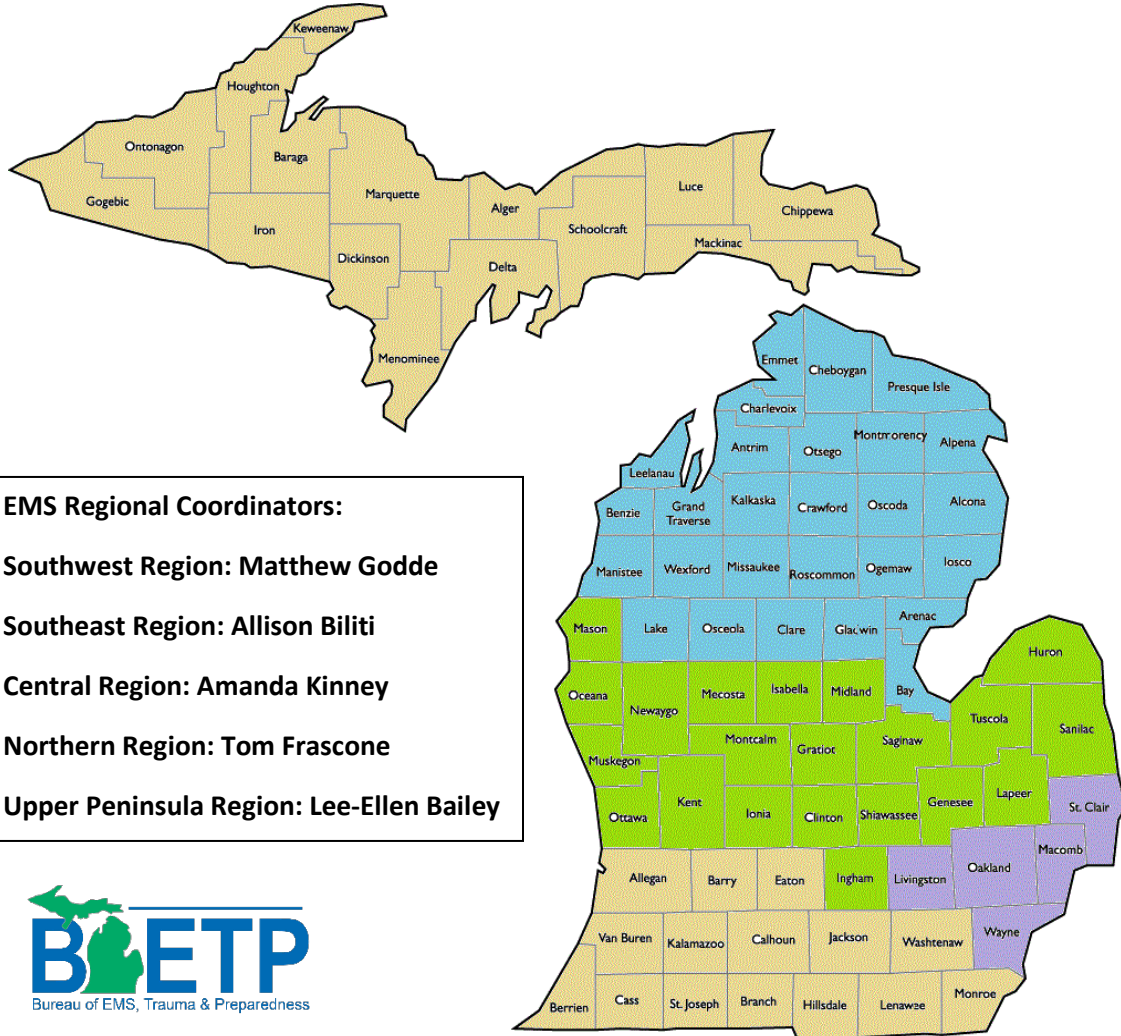 Keweenaw
Houghton
Ontonagon
Baraga
Gogebic
Marquette
Alger
Luce
Chippewa
Schoolcraft
Iron
Dickinson
Mackinac
Delta
Menominee
Emmet
Cheboygan
Presque Isle
Charlevoix
Antrim
Otsego
Montmorency
Alpena
Leelanau
Benzie
Grand
Traverse
Kalkaska
Crawford
Oscoda
Alcona
Manistee
Wexford
Missaukee
Roscommon
Ogemaw
Iosco
Mason
Lake
Osceola
Clare
Gladwin
Arenac
Huron
Oceana
Newaygo
Mecosta
Isabella
Midland
Bay
Tuscola
Sanilac
Muskegon
Montcalm
Gratiot
Saginaw
Ottawa
Kent
Ionia
Clinton
Shiawassee
Genesee
Lapeer
St. Clair
Allegan
Barry
Eaton
Ingham
Livingston
Oakland
Macomb
Van Buren
Kalamazoo
Calhoun
Jackson
Washtenaw
Wayne
Berrien
Cass
St. Joseph
Branch
Hillsdale
Lenawee
Monroe
EMS Regional Coordinators:
Southwest Region: Matthew Godde
Southeast Region: Allison Biliti
Central Region: Amanda Kinney
Northern Region: Tom Frascone
Upper Peninsula Region: Lee-Ellen Bailey
BETP
Bureau of EMS, Trauma & Preparedness